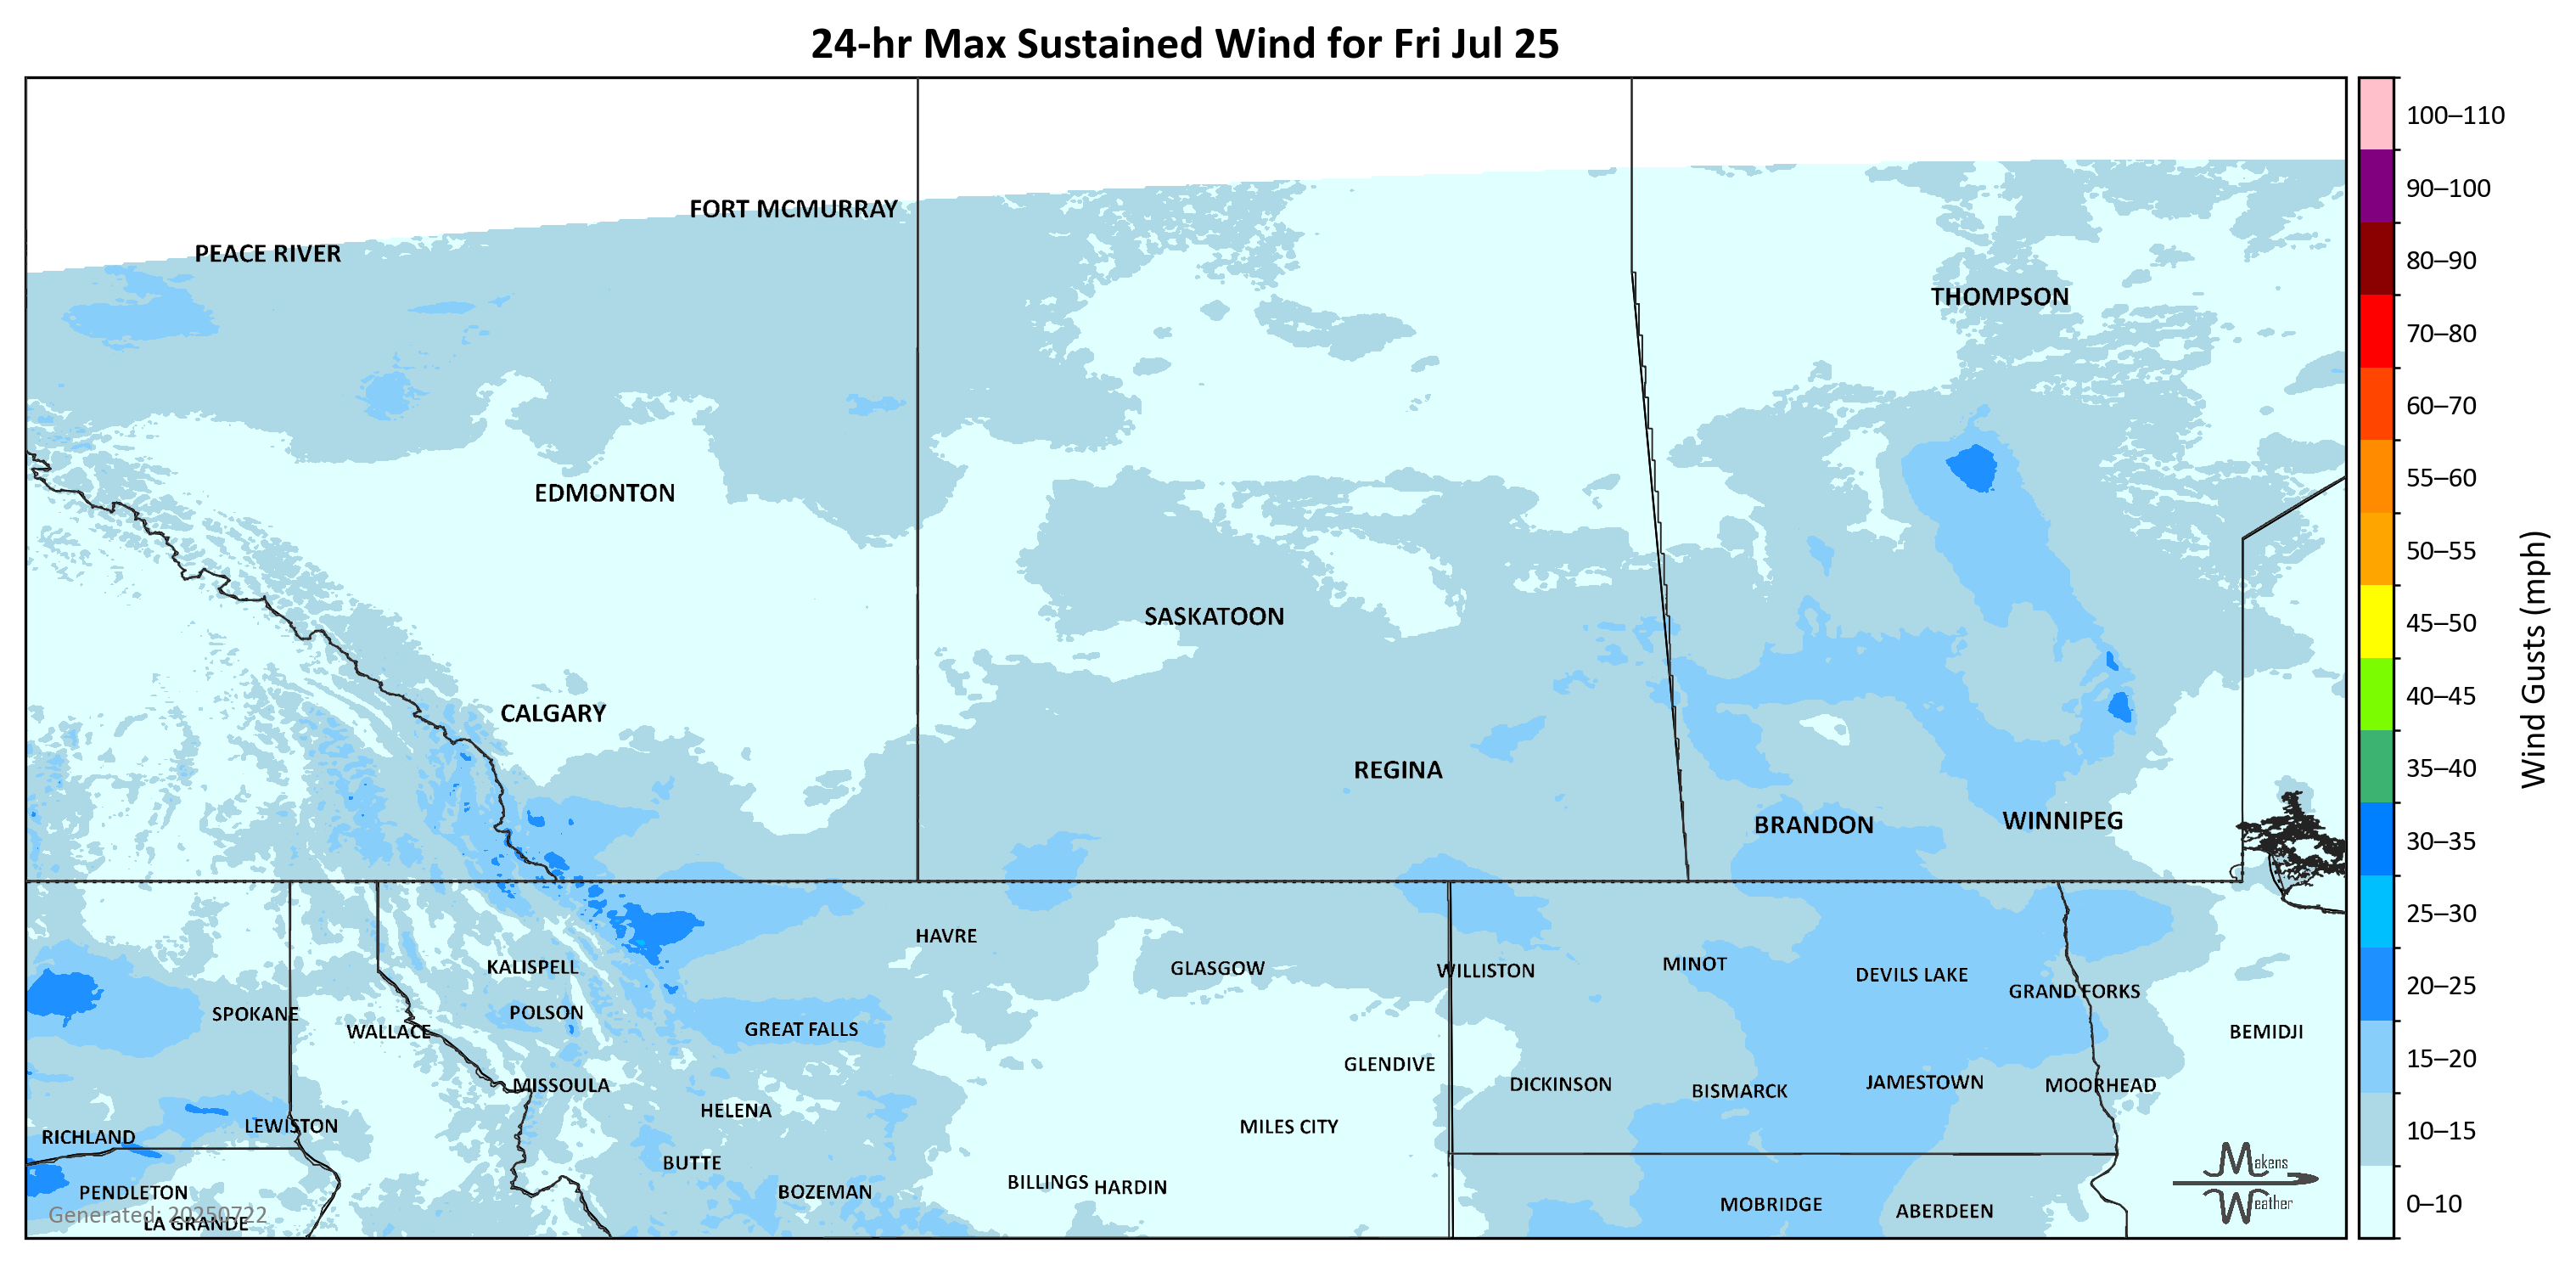 24-hr Max Sustained Wind for Fri Jul 25
100–110
90–100
80–90
70–80
60–70
55–60
50–55
45–50
40–45
35–40
30–35
25–30
20–25
15–20
10–15
0–10
Wind Gusts (mph)
FORT MCMURRAY
PEACE RIVER
THOMPSON
EDMONTON
SASKATOON
CALGARY
REGINA
BRANDON
WINNIPEG
HAVRE
KALISPELL
GLASGOW
WILLISTON
MINOT
DEVILS LAKE
GRAND FORKS
SPOKANE
POLSON
WALLACE
GREAT FALLS
BEMIDJI
GLENDIVE
MISSOULA
DICKINSON
BISMARCK
JAMESTOWN
MOORHEAD
HELENA
LEWISTON
MILES CITY
RICHLAND
BUTTE
PENDLETON
BOZEMAN
BILLINGS
HARDIN
MOBRIDGE
ABERDEEN
Generated: 20250722
LA GRANDE
Makens
Weather